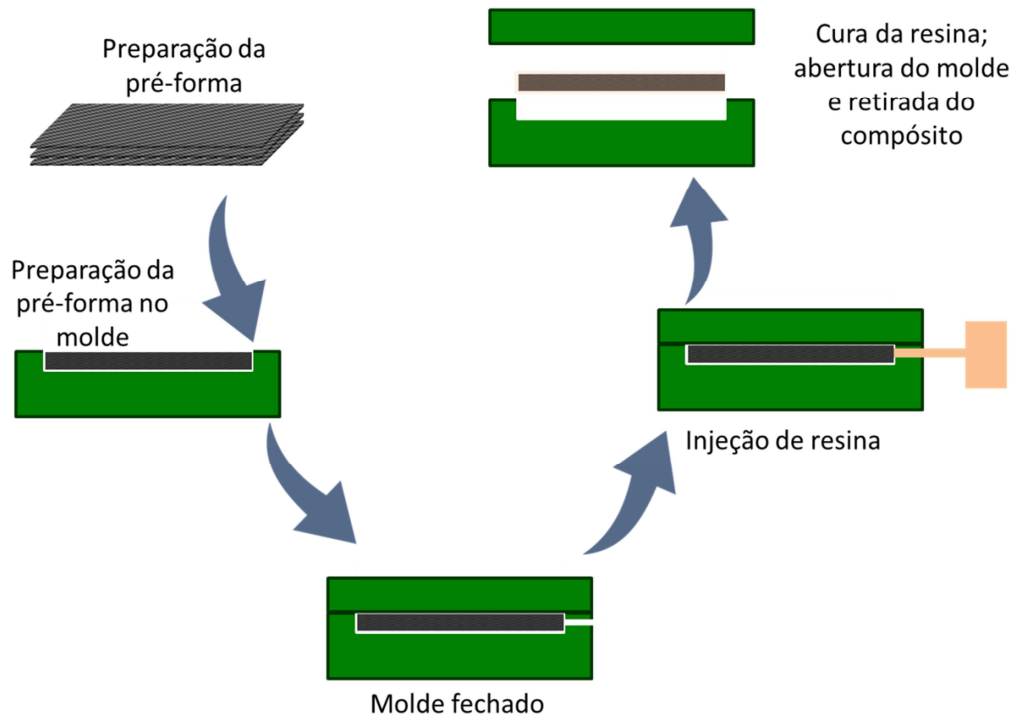 Preparação da
pré-forma
Preparação da
pré-forma no
molde
Molde fechado
Injeção de resina
Cura da resina;
abertura do molde
e retirada do
compósito